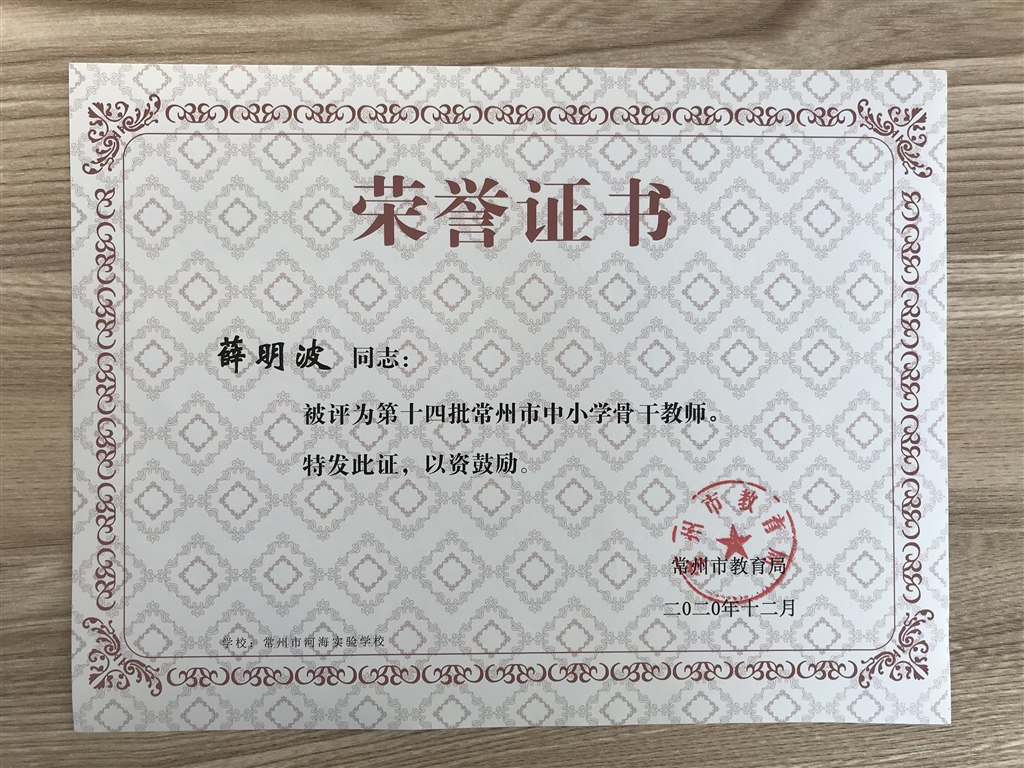 荣誉证书
薛明波 同志：
被评为第十四批常州市中小学骨干教师。
特发此证，以资鼓励。
州市教育局
常州市教育局
二〇二〇年十二月
学校：常州市河海实验学校